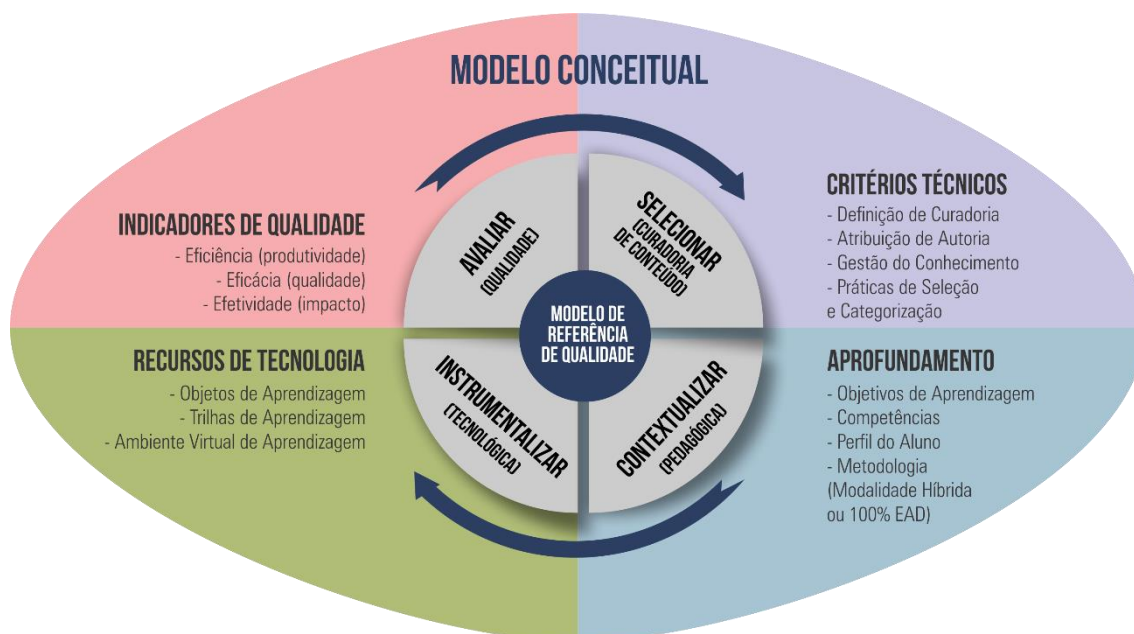 MODELO CONCEITUAL
INDICADORES DE QUALIDADE
- Eficiência (produtividade)
- Eficácia (qualidade)
- Efetividade (impacto)
AVALIAR
(QUALIDADE)
SELECIONAR
(CURADORIA
DE CONTEÚDO)
CRITÉRIOS TÉCNICOS
- Definição de Curadoria
- Atribuição de Autoria
- Gestão do Conhecimento
- Práticas de Seleção
e Categorização
MODELO DE
REFERÊNCIA
DE QUALIDADE
RECURSOS DE TECNOLOGIA
- Objetos de Aprendizagem
- Trilhas de Aprendizagem
- Ambiente Virtual de Aprendizagem
INSTRUMENTALIZAR
(TECNOLÓGICA)
CONTEXTUALIZAR
(PEDAGÓGICA)
APROFUNDAMENTO
- Objetivos de Aprendizagem
- Competências
- Perfil do Aluno
- Metodologia
(Modalidade Híbrida
ou 100% EAD)